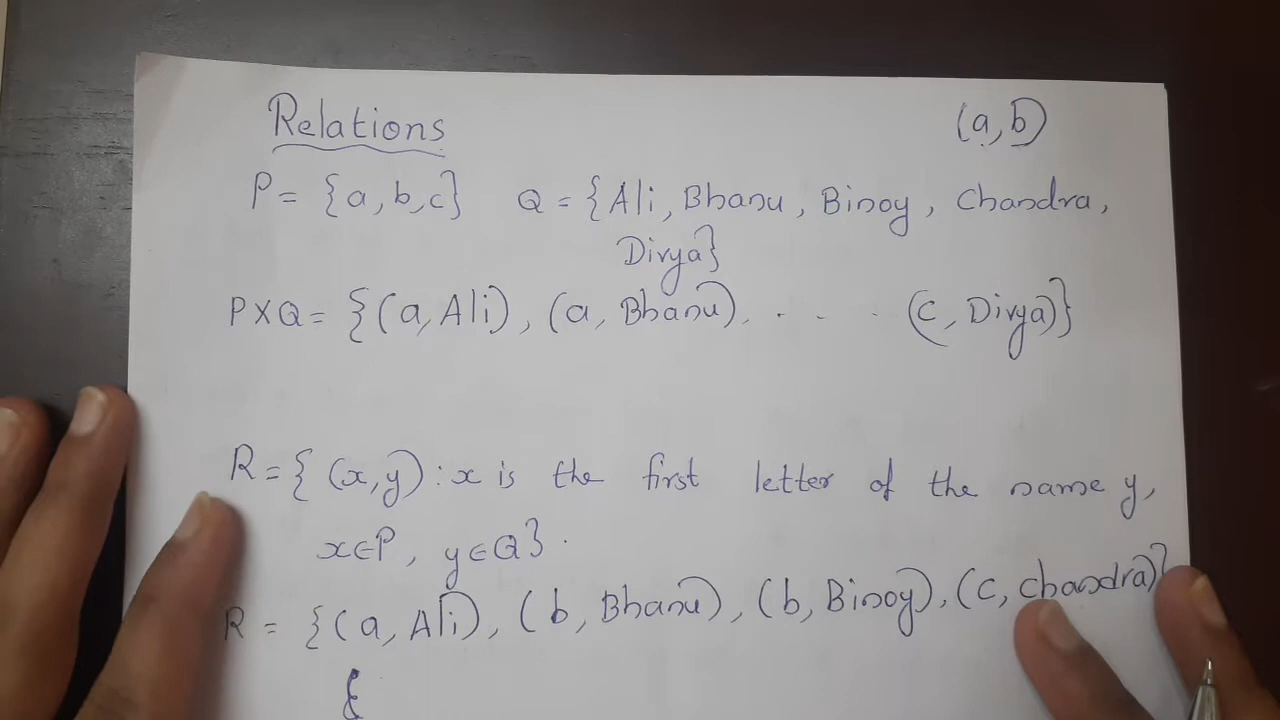 Relations (a,b)
P = {a, b, c} Q = {Ali, Bhanu, Binoy, Chandra,
Divya}
P×Q = {(a, Ali), (a, Bhanu), . . . (c, Divya)}
R = { (x,y) : x is the first letter of the name y,
x∈P, y∈Q}.
R = {(a, Ali), (b, Bhanu), (b, Binoy), (c, Chandra)}
{